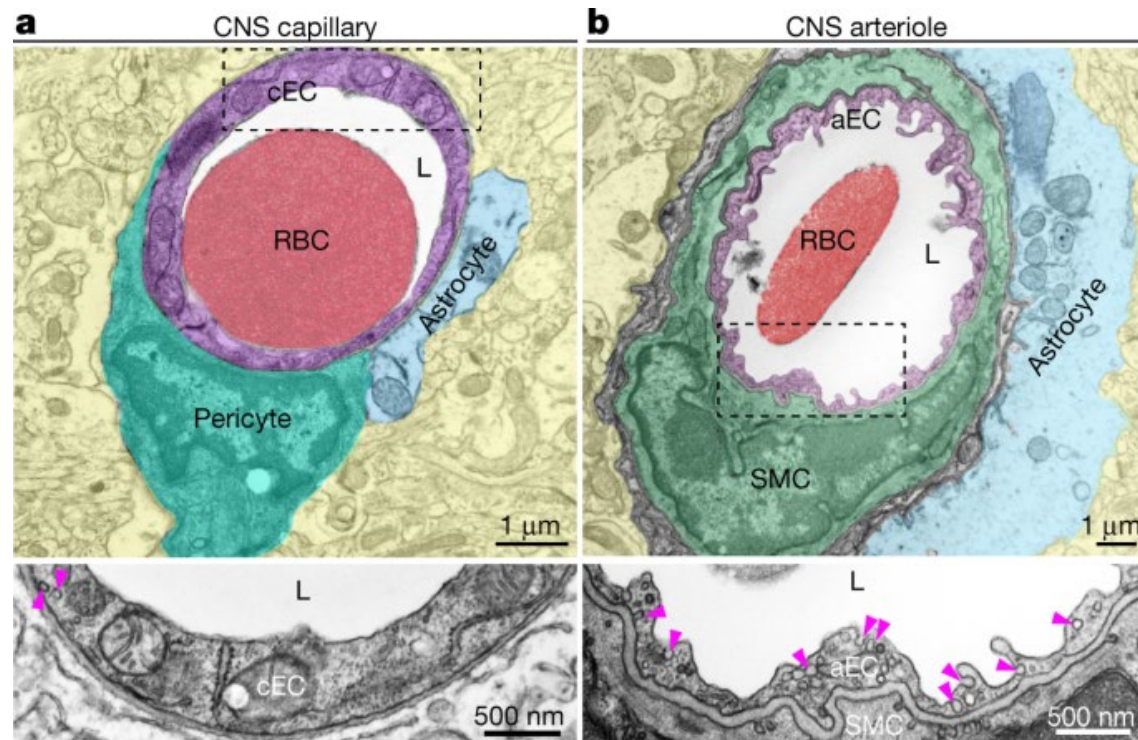 a
CNS capillary
cEC
L
RBC
Astrocyte
Pericyte
1 μm
L
cEC
500 nm
b
CNS arteriole
aEC
RBC
L
Astrocyte
SMC
1 μm
L
aEC
SMC
500 nm